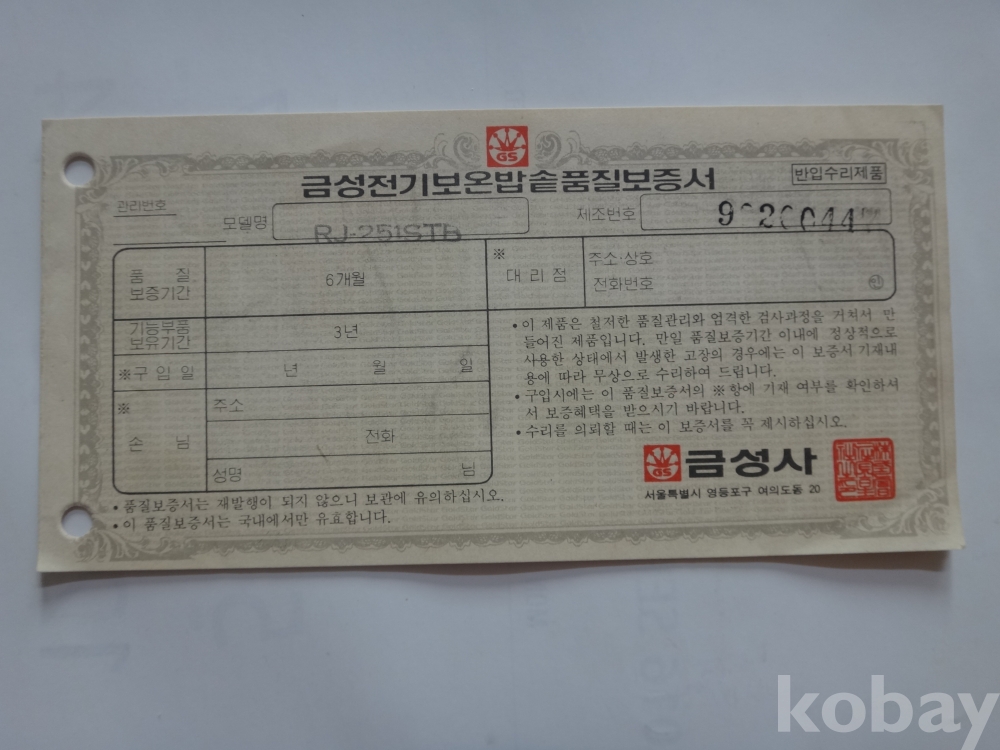 GS
금성전기보온밥솥품질보증서
반입수리제품
관리번호
모델명 RJ-251STB
제조번호
품 질 보증기간
6개월
※ 대리점
주소·상호
전화번호 ㊞
기능부품 보유기간
3년
※구입일
년 월 일
※ 손 님
주소
전화
성명 님
• 이 제품은 철저한 품질관리와 엄격한 검사과정을 거쳐서 만
들어진 제품입니다. 만일 품질보증기간 이내에 정상적으로
사용한 상태에서 발생한 고장의 경우에는 이 보증서 기재내
용에 따라 무상으로 수리하여 드립니다.
• 구입시에는 이 품질보증서의 ※항에 기재 여부를 확인하셔
서 보증혜택을 받으시기 바랍니다.
• 수리를 의뢰할 때는 이 보증서를 꼭 제시하십시오.
GS 금성사
서울특별시 영등포구 여의도동 20
• 품질보증서는 재발행이 되지 않으니 보관에 유의하십시오.
• 이 품질보증서는 국내에서만 유효합니다.
kobay